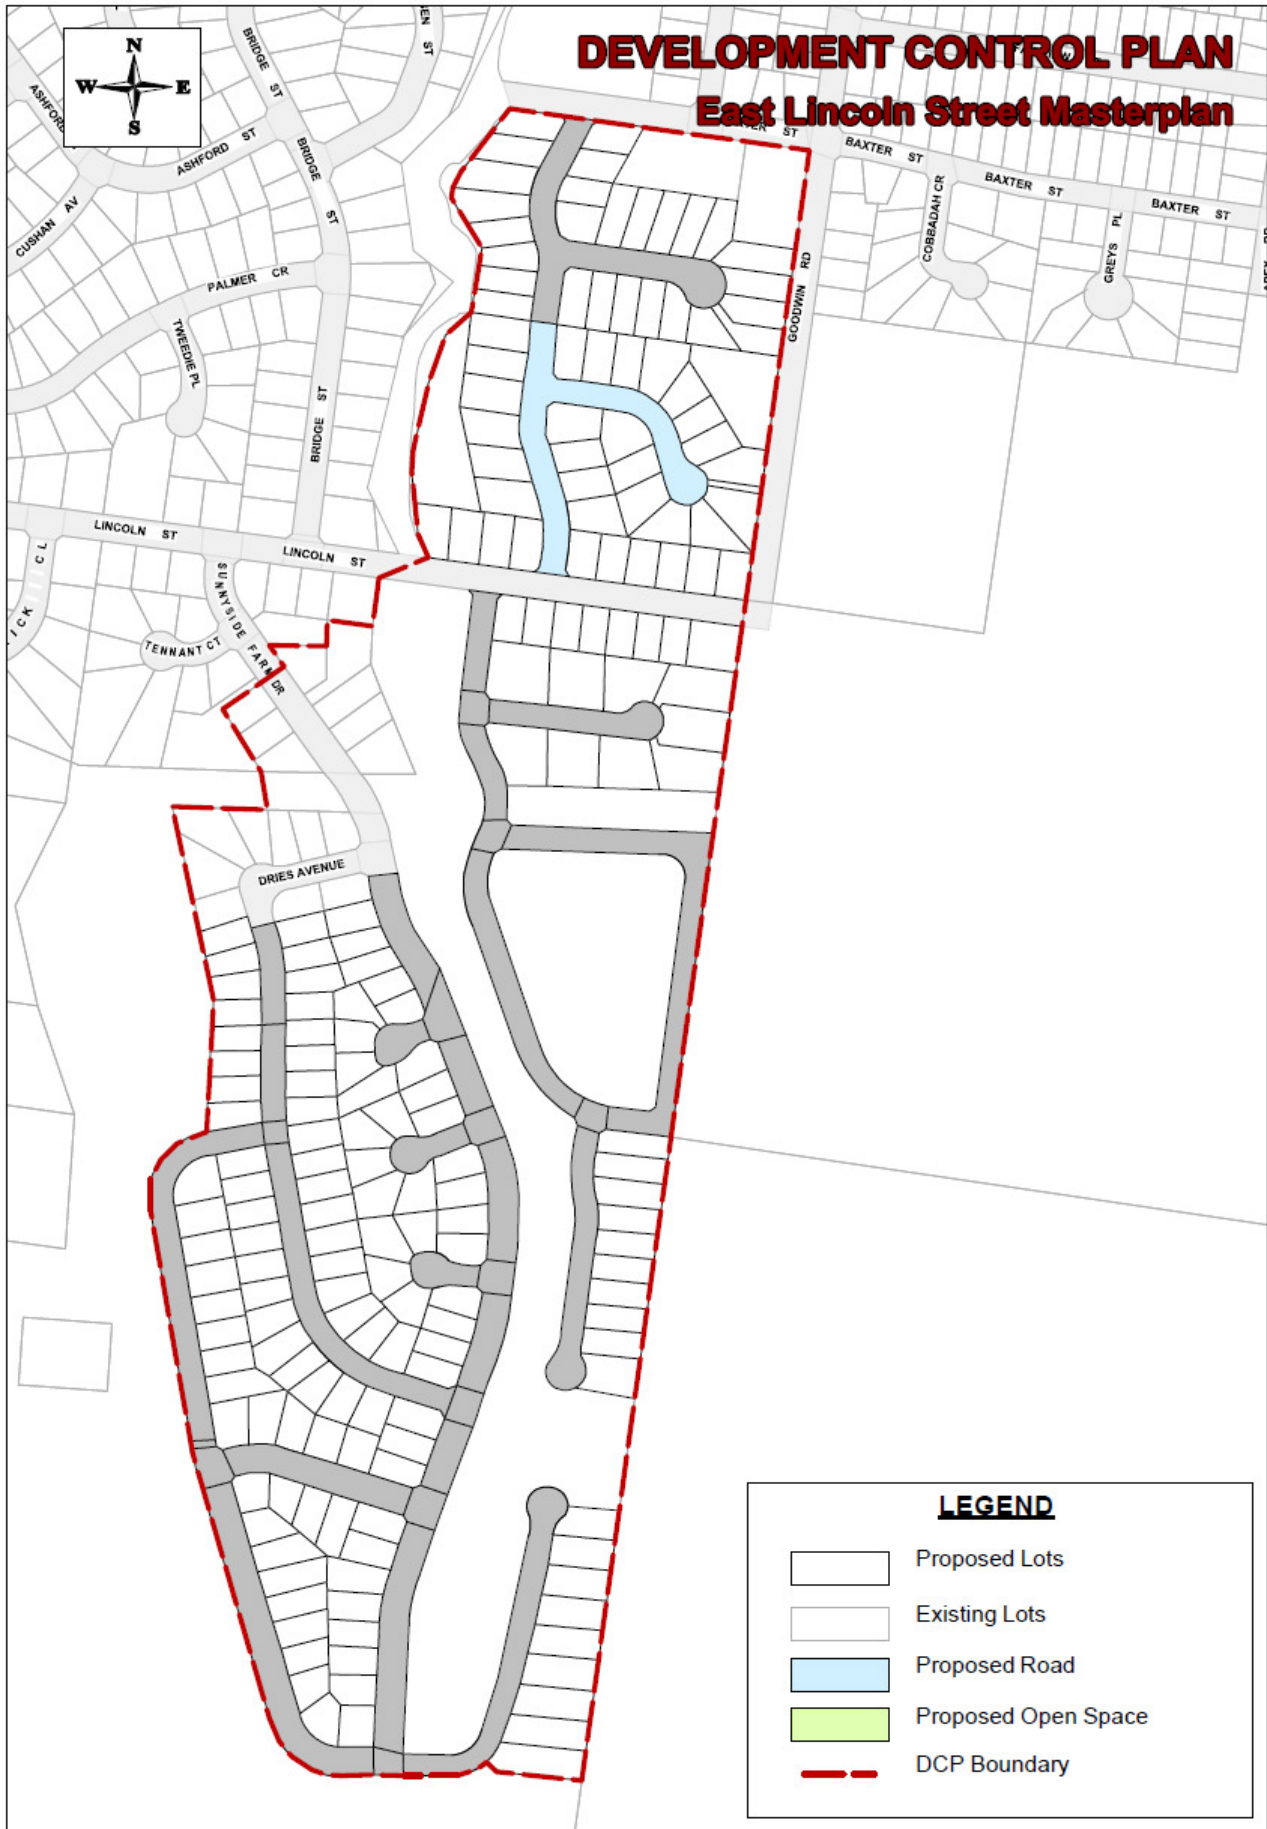 DEVELOPMENT CONTROL PLAN
East Lincoln Street Masterplan
N
W E
S
BRIDGE ST
ASHFORD ST
BRIDGE ST
CUSHAN AV
PALMER CR
TWEEDIE PL
BRIDGE ST
BAXTER ST
BAXTER ST
BAXTER ST
COBBADAH CR
GREYS PL
GOODWIN RD
LINCOLN ST
LINCOLN ST
SUNNYSIDE FARM DR
TENNANT CT
DRIES AVENUE
LEGEND
Proposed Lots
Existing Lots
Proposed Road
Proposed Open Space
DCP Boundary